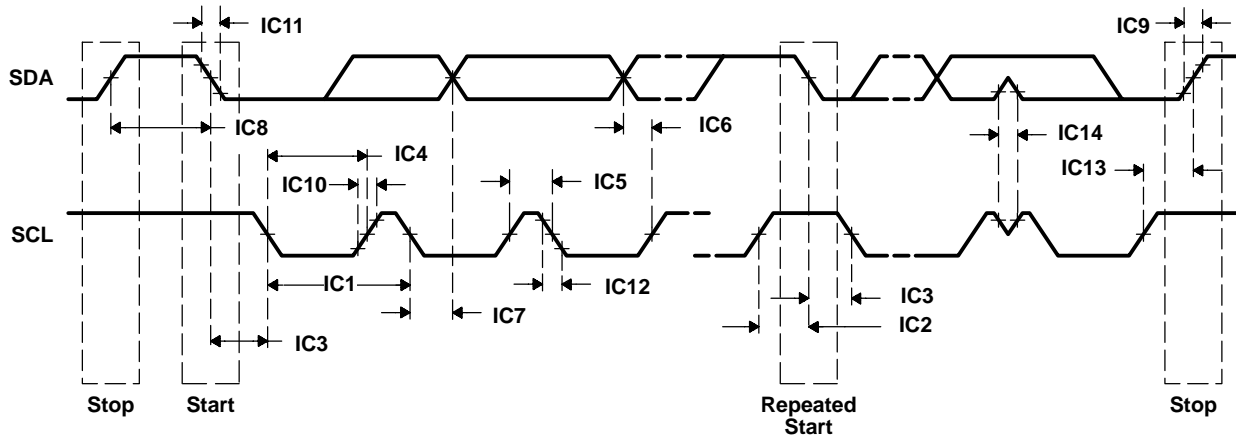 IC11
IC9
SDA
IC8
IC6
IC14
IC4
IC10
IC5
IC13
SCL
IC1
IC12
IC7
IC3
IC3
IC2
Stop
Start
Repeated
Start
Stop